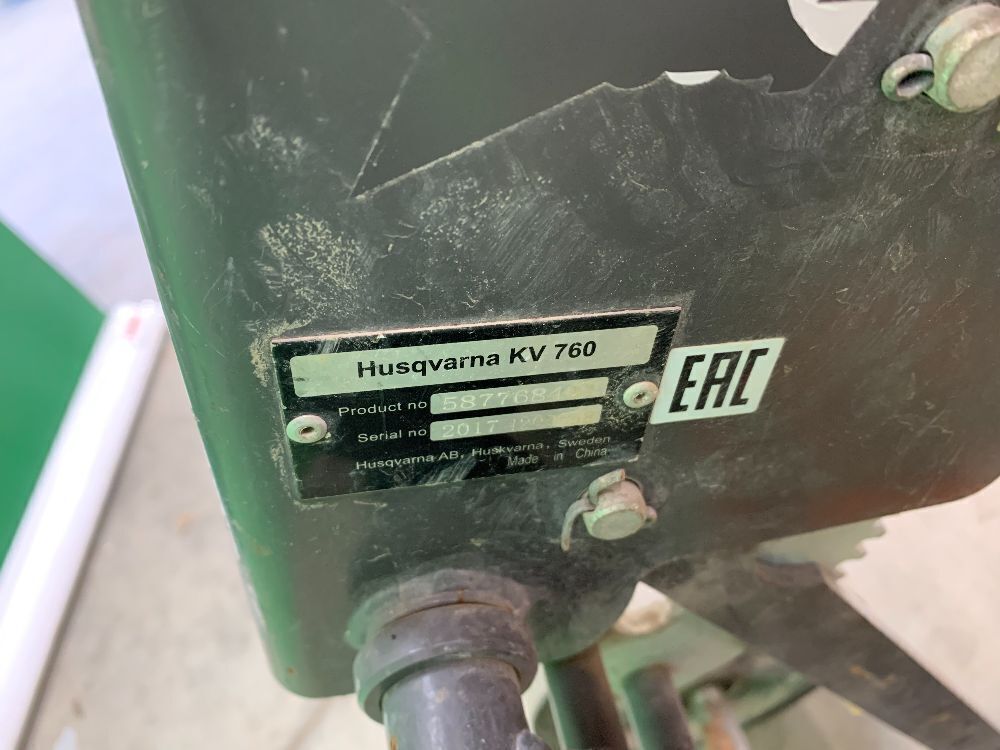 Husqvarna KV 760
Product no
Serial no
Husqvarna AB, Huskvarna, Sweden
Made in China
EAC